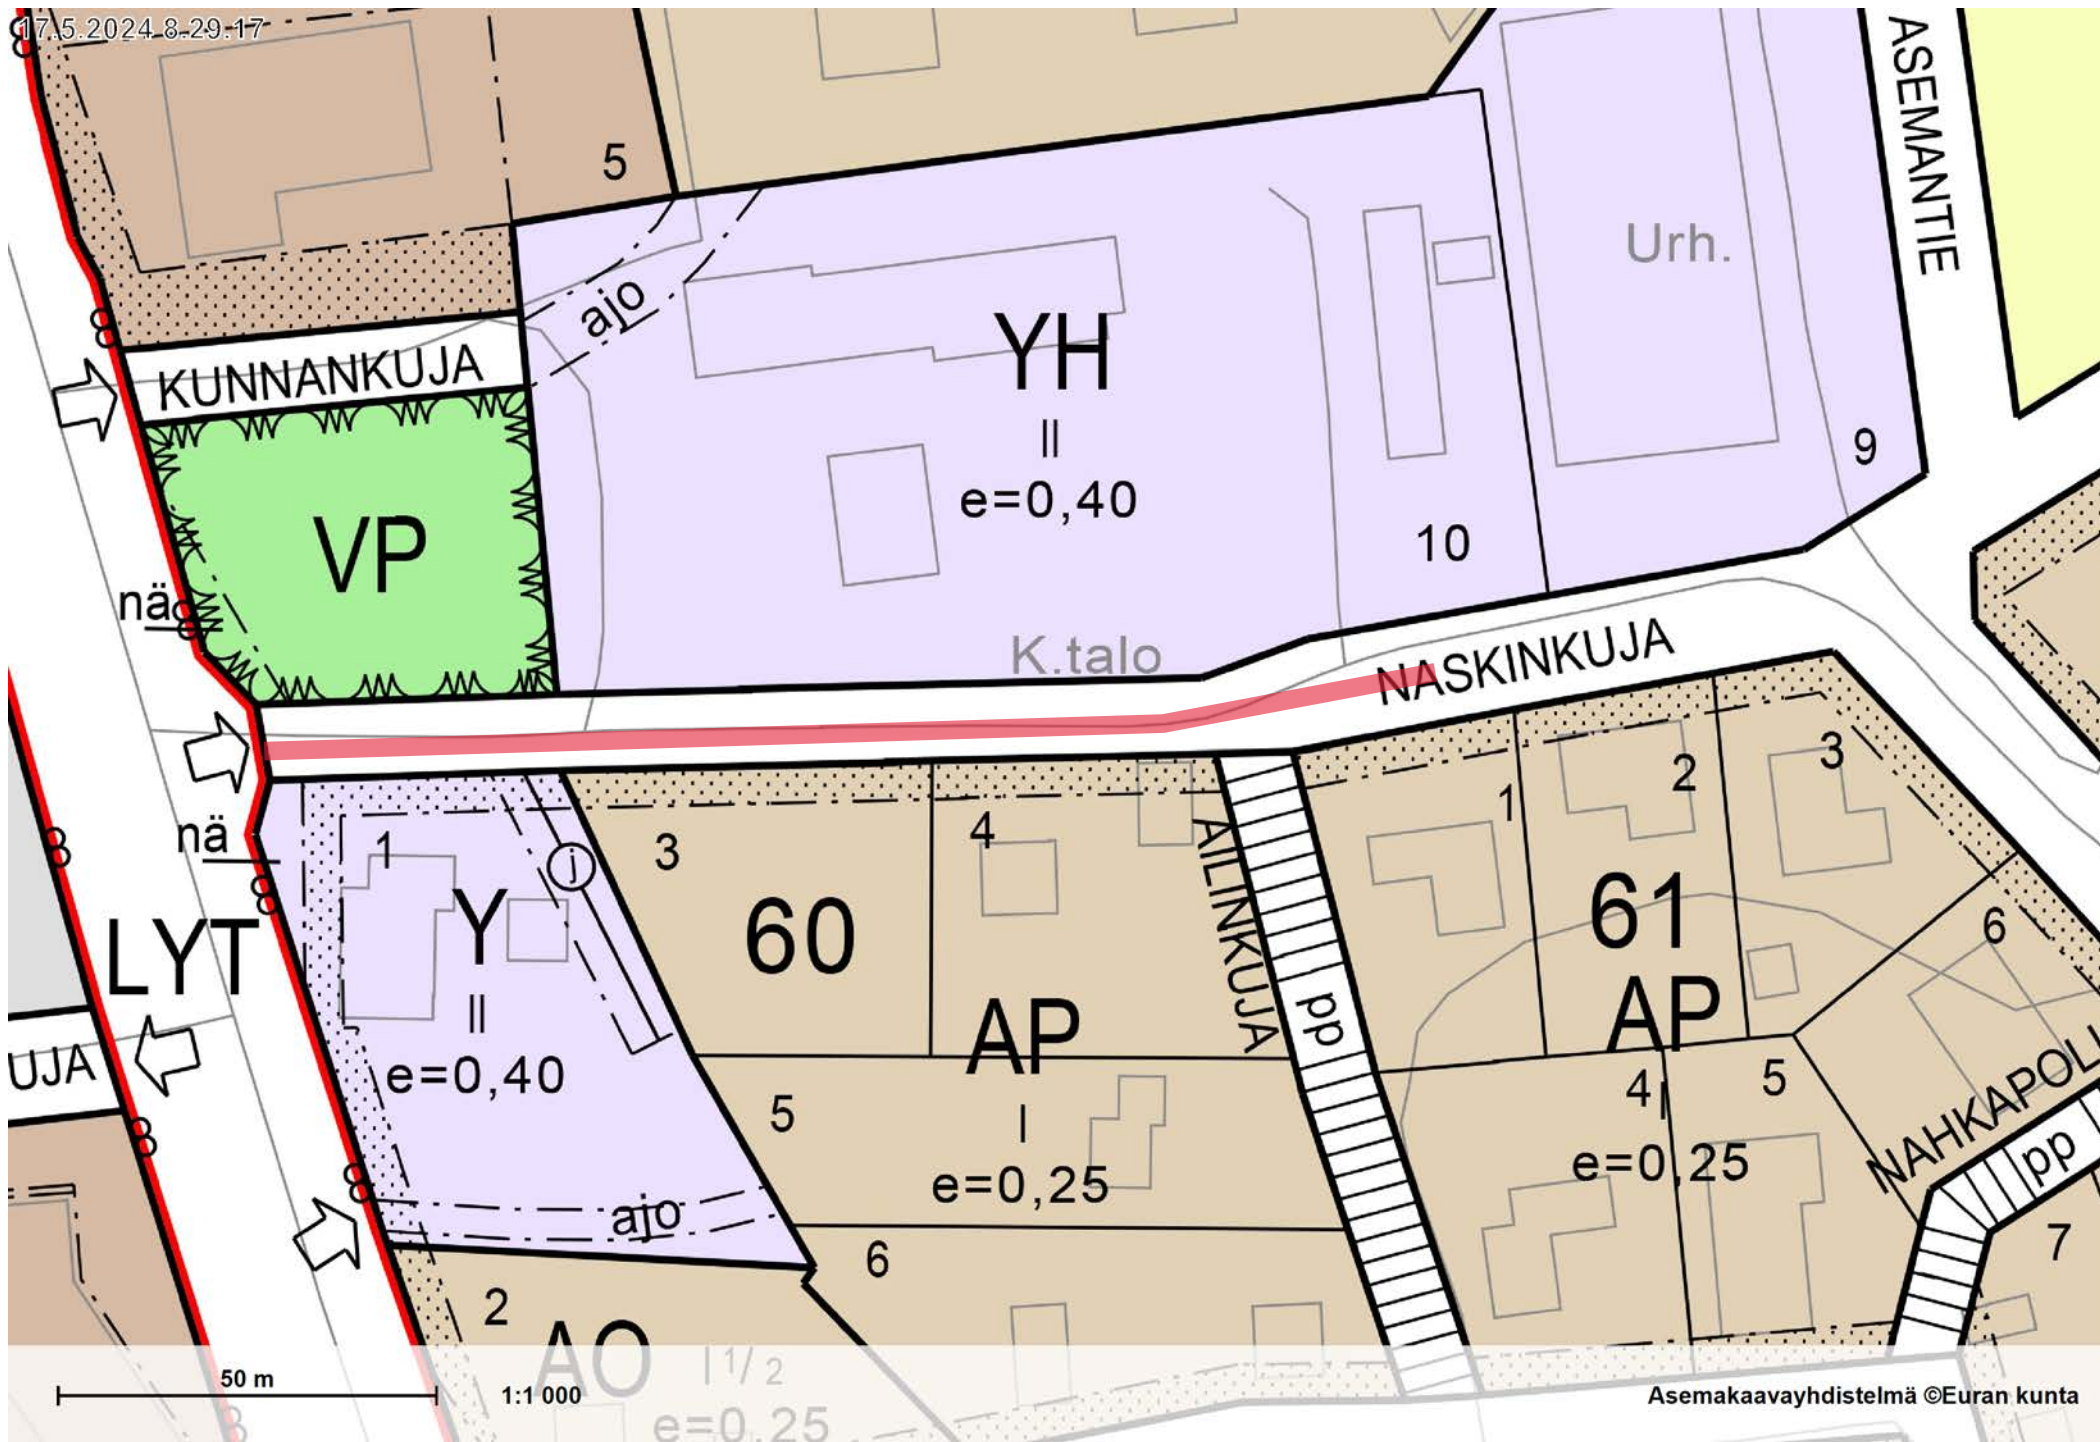 17.5.2024 8.29.17
ASEMANTIE
5
ajo
Urh.
KUNNANKUJA
YH
II
e=0,40
9
10
VP
nä
K.talo
NASKINKUJA
nä
1
3
4
1
2
3
j
Y
60
AILINKUJA
61
6
LYT
II
AP
pp
AP
UJA
e=0,40
5
I
4
I
5
NAHKAPOLI
e=0,25
e=0,25
pp
ajo
6
7
2
AO
I 1/2
e=0,25
50 m
1:1 000
Asemakaavayhdistelmä ©Euran kunta